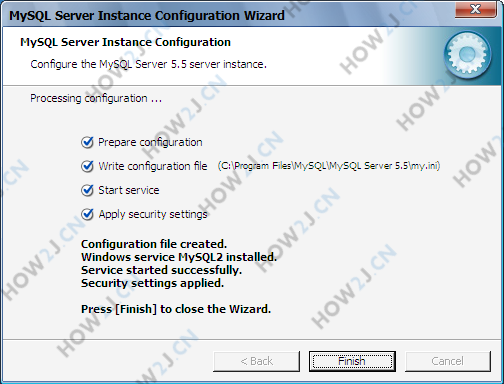 MySQL Server Instance Configuration Wizard
MySQL Server Instance Configuration
Configure the MySQL Server 5.5 server instance.
Processing configuration ...
Prepare configuration
Write configuration file (C:\Program Files\MySQL\MySQL Server 5.5\my.ini)
Start service
Apply security settings
Configuration file created.
Windows service MySQL2 installed.
Service started successfully.
Security settings applied.
Press [Finish] to close the Wizard.
< Back Finish Cancel
HOW2J.CN
HOW2J.CN
HOW2J.CN
HOW2J.CN
HOW2J.CN
HOW2J.CN
HOW2J.CN
HOW2J.CN
HOW2J.CN